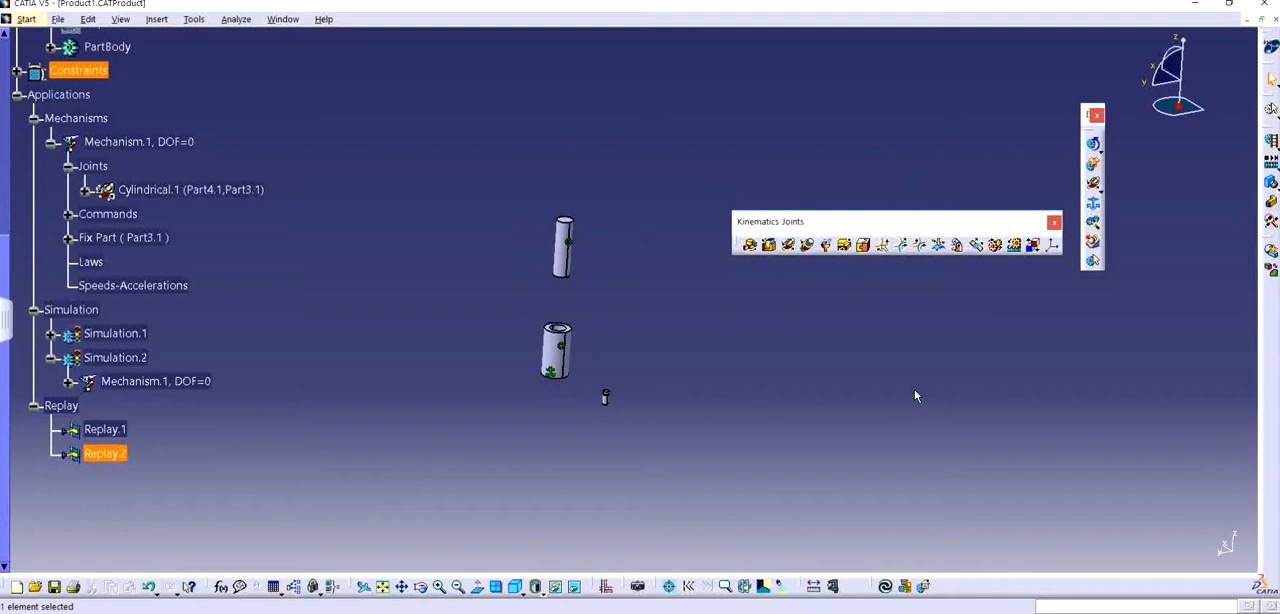 CATIA V5 - [Product1.CATProduct]
Start File Edit View Insert Tools Analyze Window Help
PartBody
Constraints
Applications
Mechanisms
Mechanism.1, DOF=0
Joints
Cylindrical.1 (Part4.1,Part3.1)
Commands
Fix Part ( Part3.1 )
Laws
Speeds-Accelerations
Simulation
Simulation.1
Simulation.2
Mechanism.1, DOF=0
Replay
Replay.1
Replay.2
Kinematics Joints
z
x
y
z
x
f(x)
CATIA
1 element selected